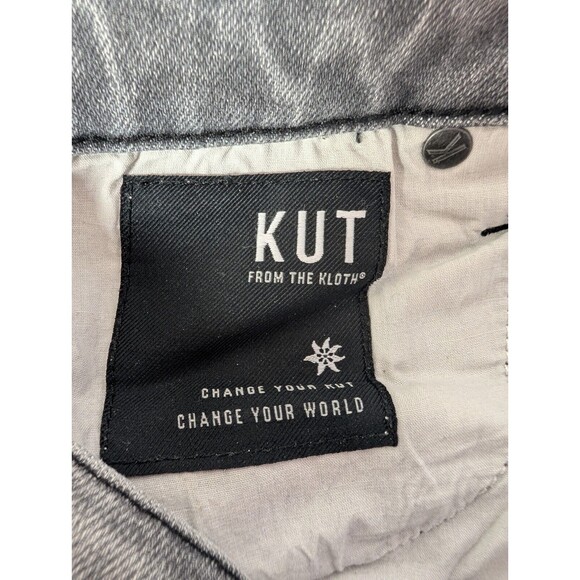 KUT
FROM THE KLOTH®
CHANGE YOUR KUT
CHANGE YOUR WORLD